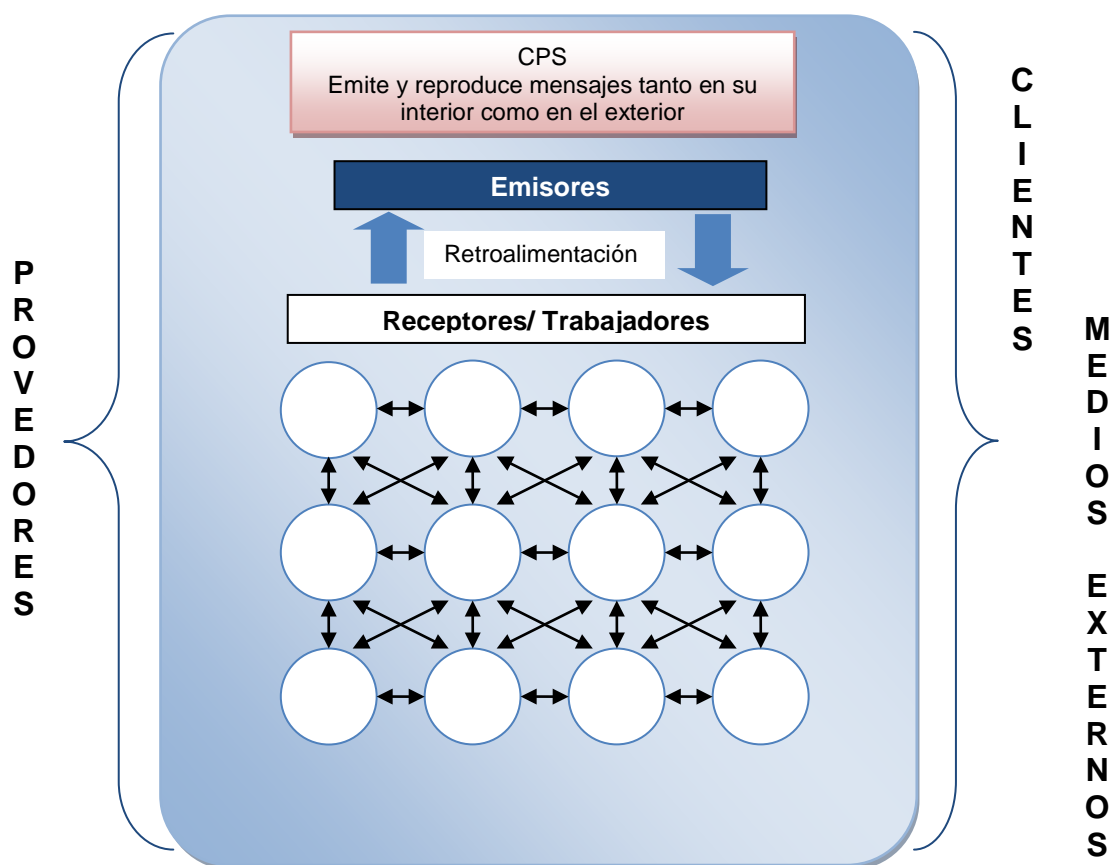 CPS
Emite y reproduce mensajes tanto en su
interior como en el exterior
Emisores
Retroalimentación
Receptores/ Trabajadores
PROVEDORES
CLIENTES
MEDIOS EXTERNOS